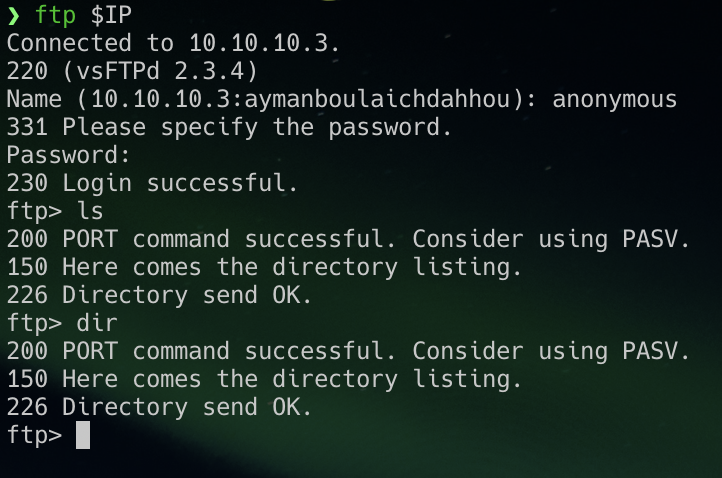 ❯ ftp $IP
Connected to 10.10.10.3.
220 (vsFTPd 2.3.4)
Name (10.10.10.3:aymanboulaichdahhou): anonymous
331 Please specify the password.
Password:
230 Login successful.
ftp> ls
200 PORT command successful. Consider using PASV.
150 Here comes the directory listing.
226 Directory send OK.
ftp> dir
200 PORT command successful. Consider using PASV.
150 Here comes the directory listing.
226 Directory send OK.
ftp>